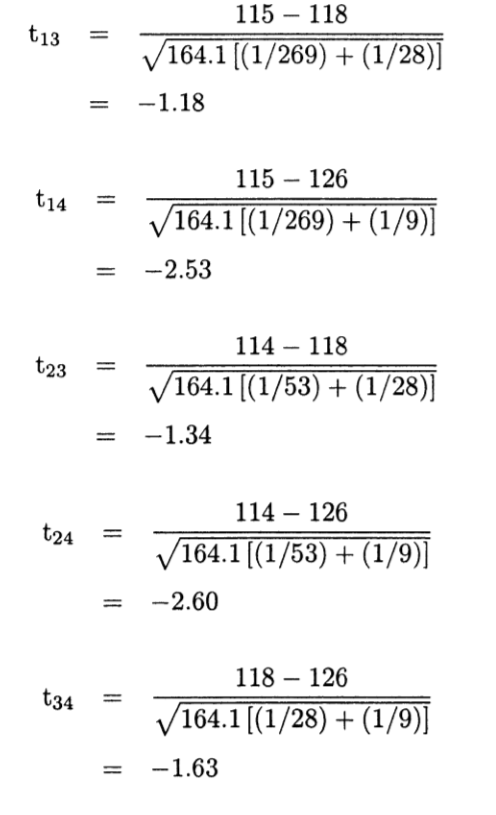 t₁₃ = (115 − 118) / √(164.1 [(1/269) + (1/28)])
= −1.18
t₁₄ = (115 − 126) / √(164.1 [(1/269) + (1/9)])
= −2.53
t₂₃ = (114 − 118) / √(164.1 [(1/53) + (1/28)])
= −1.34
t₂₄ = (114 − 126) / √(164.1 [(1/53) + (1/9)])
= −2.60
t₃₄ = (118 − 126) / √(164.1 [(1/28) + (1/9)])
= −1.63